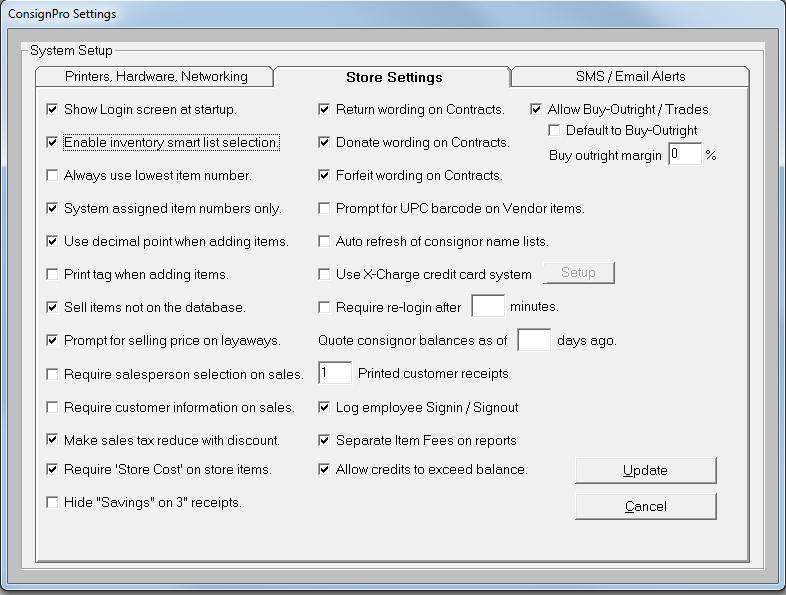 ConsignPro Settings
System Setup
Printers, Hardware, Networking
Store Settings
SMS / Email Alerts
Show Login screen at startup.
Enable inventory smart list selection.
Always use lowest item number.
System assigned item numbers only.
Use decimal point when adding items.
Print tag when adding items.
Sell items not on the database.
Prompt for selling price on layaways.
Require salesperson selection on sales.
Require customer information on sales.
Make sales tax reduce with discount.
Require 'Store Cost' on store items.
Hide "Savings" on 3" receipts.
Return wording on Contracts.
Donate wording on Contracts.
Forfeit wording on Contracts.
Prompt for UPC barcode on Vendor items.
Auto refresh of consignor name lists.
Use X-Charge credit card system Setup
Require re-login after minutes.
Quote consignor balances as of days ago.
1 Printed customer receipts
Log employee Signin / Signout
Separate Item Fees on reports
Allow credits to exceed balance.
Allow Buy-Outright / Trades
Default to Buy-Outright
Buy outright margin 0 %
Update
Cancel